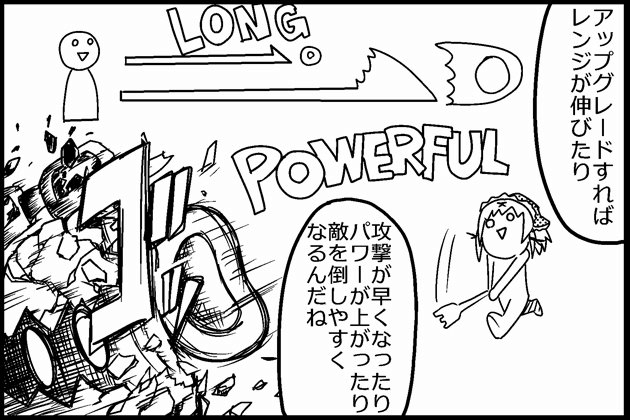 アップグレードすれば
レンジが伸びたり
LONG
POWERFUL
攻撃が早くなったり
パワーが上がったり
敵を倒しやすく
なるんだね